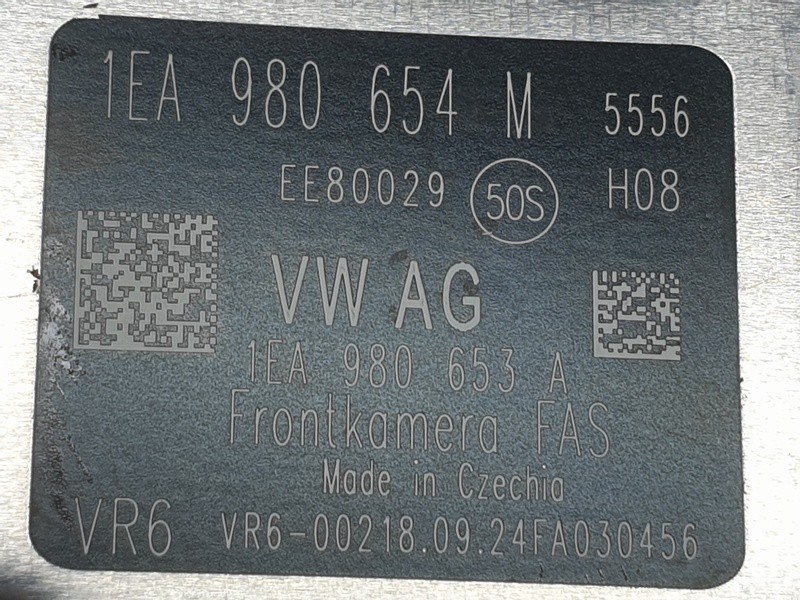 1EA 980 654 M 5556
EE80029 50S H08
VW AG
1EA 980 653 A
Frontkamera FAS
Made in Czechia
VR6 VR6-00218.09.24FA030456